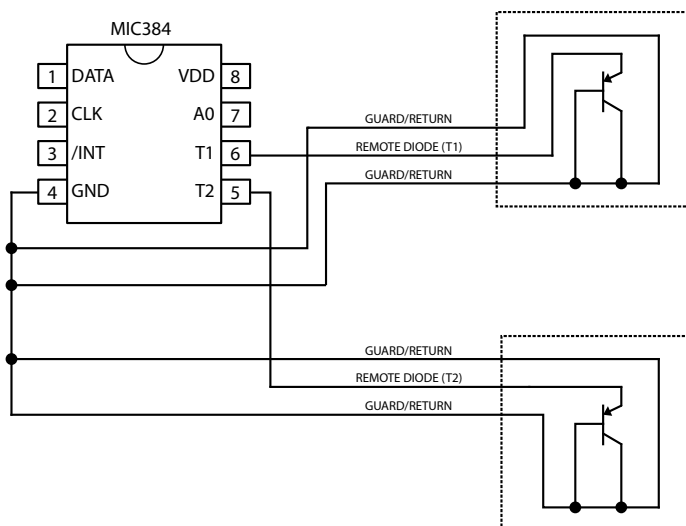 MIC384
1 DATA VDD 8
2 CLK A0 7
3 /INT T1 6
4 GND T2 5
GUARD/RETURN
REMOTE DIODE (T1)
GUARD/RETURN
GUARD/RETURN
REMOTE DIODE (T2)
GUARD/RETURN